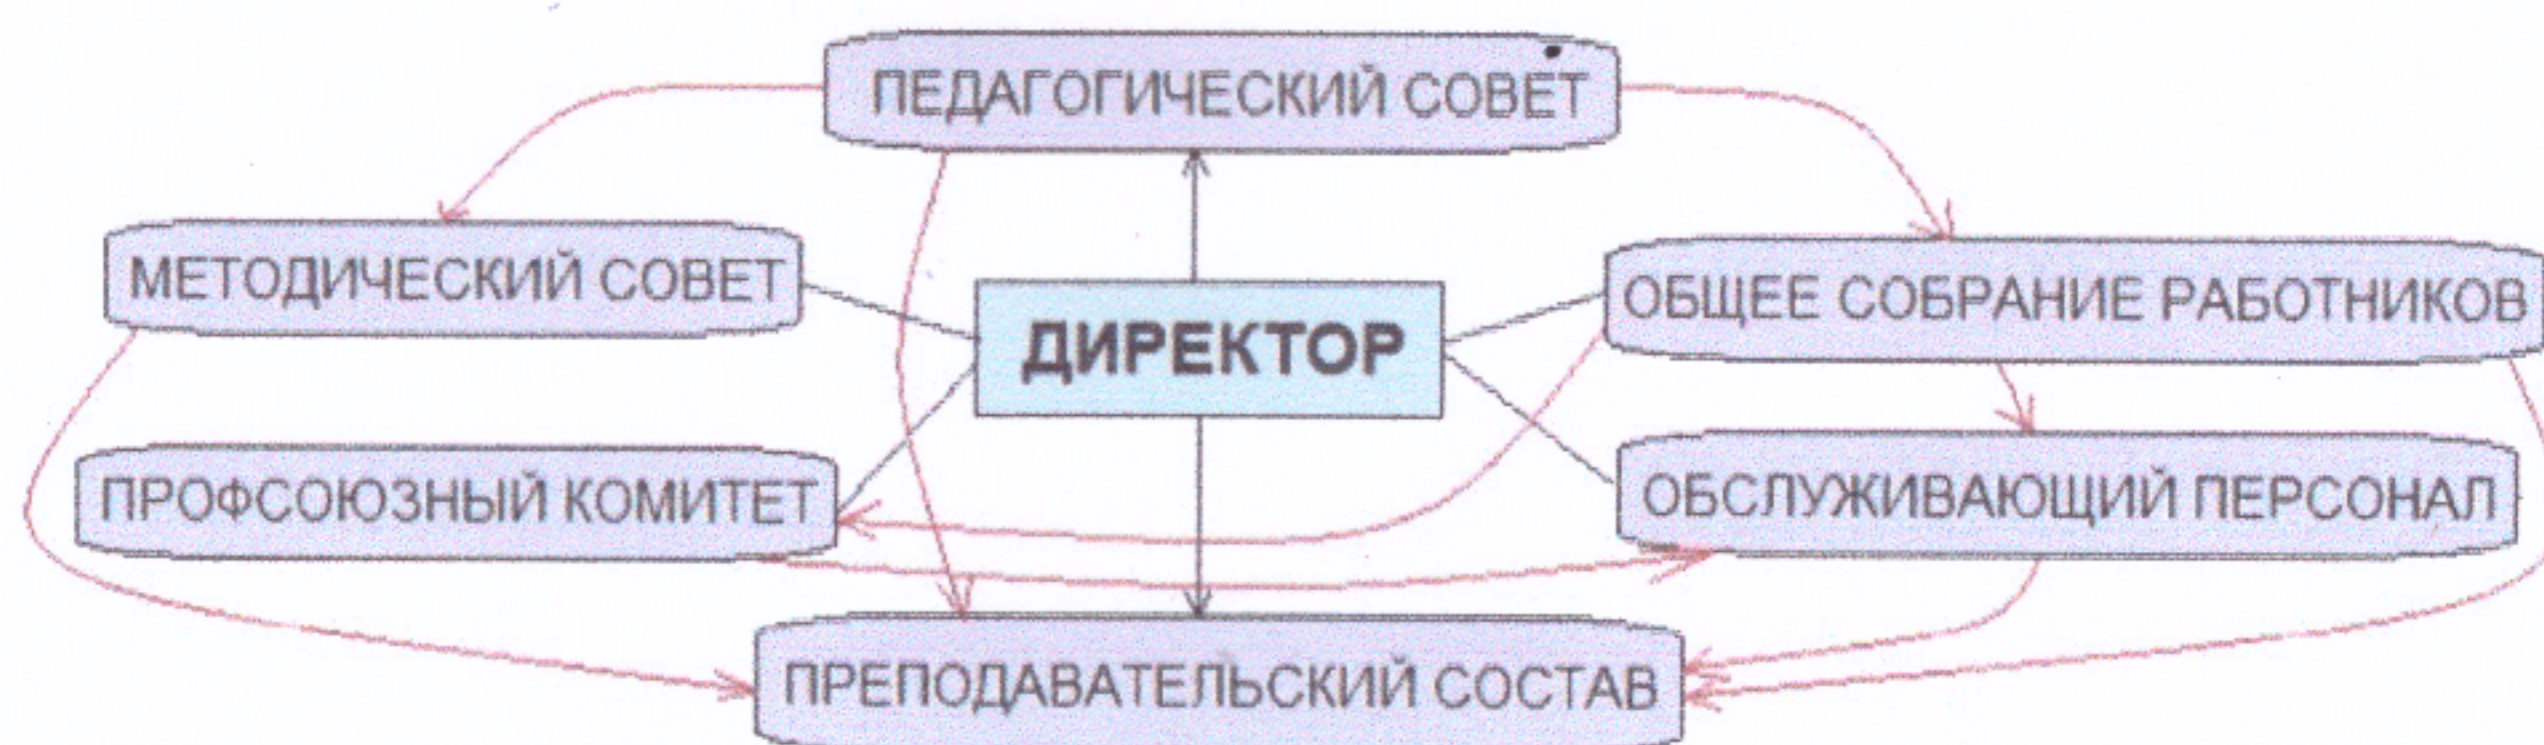 ПЕДАГОГИЧЕСКИЙ СОВЕТ
МЕТОДИЧЕСКИЙ СОВЕТ
ОБЩЕЕ СОБРАНИЕ РАБОТНИКОВ
ДИРЕКТОР
ПРОФСОЮЗНЫЙ КОМИТЕТ
ОБСЛУЖИВАЮЩИЙ ПЕРСОНАЛ
ПРЕПОДАВАТЕЛЬСКИЙ СОСТАВ